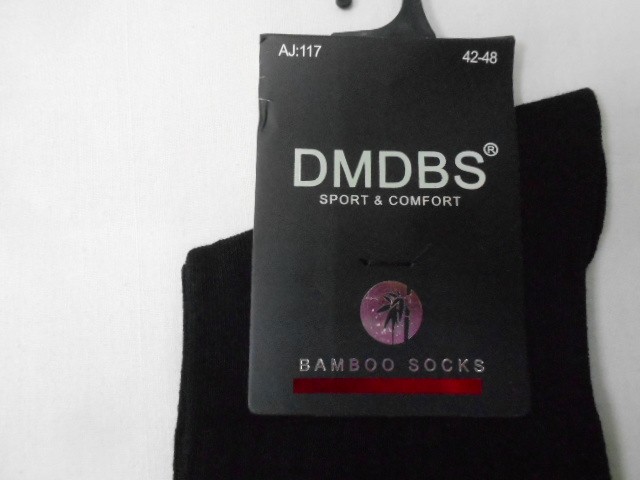 AJ:117 42-48
DMDBS®
SPORT & COMFORT
BAMBOO SOCKS